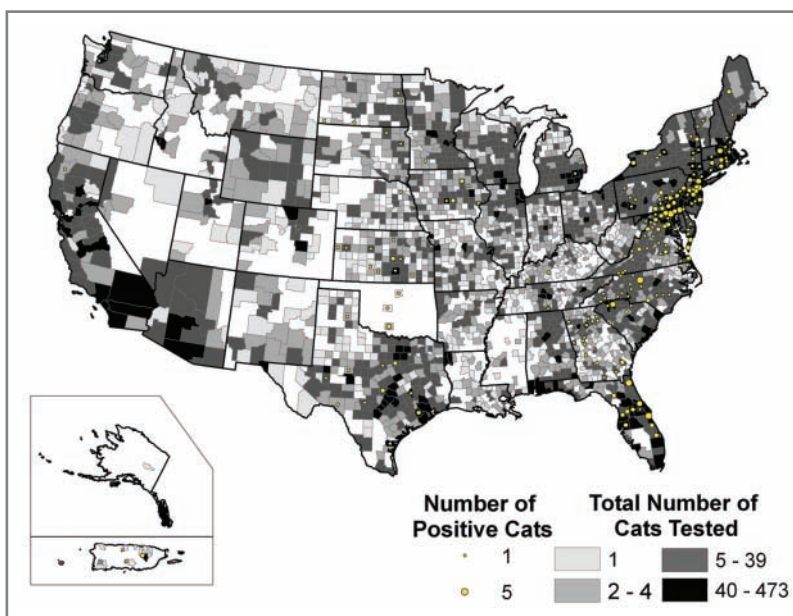 Number of
Positive Cats
1
5
Total Number of
Cats Tested
1
2 - 4
5 - 39
40 - 473